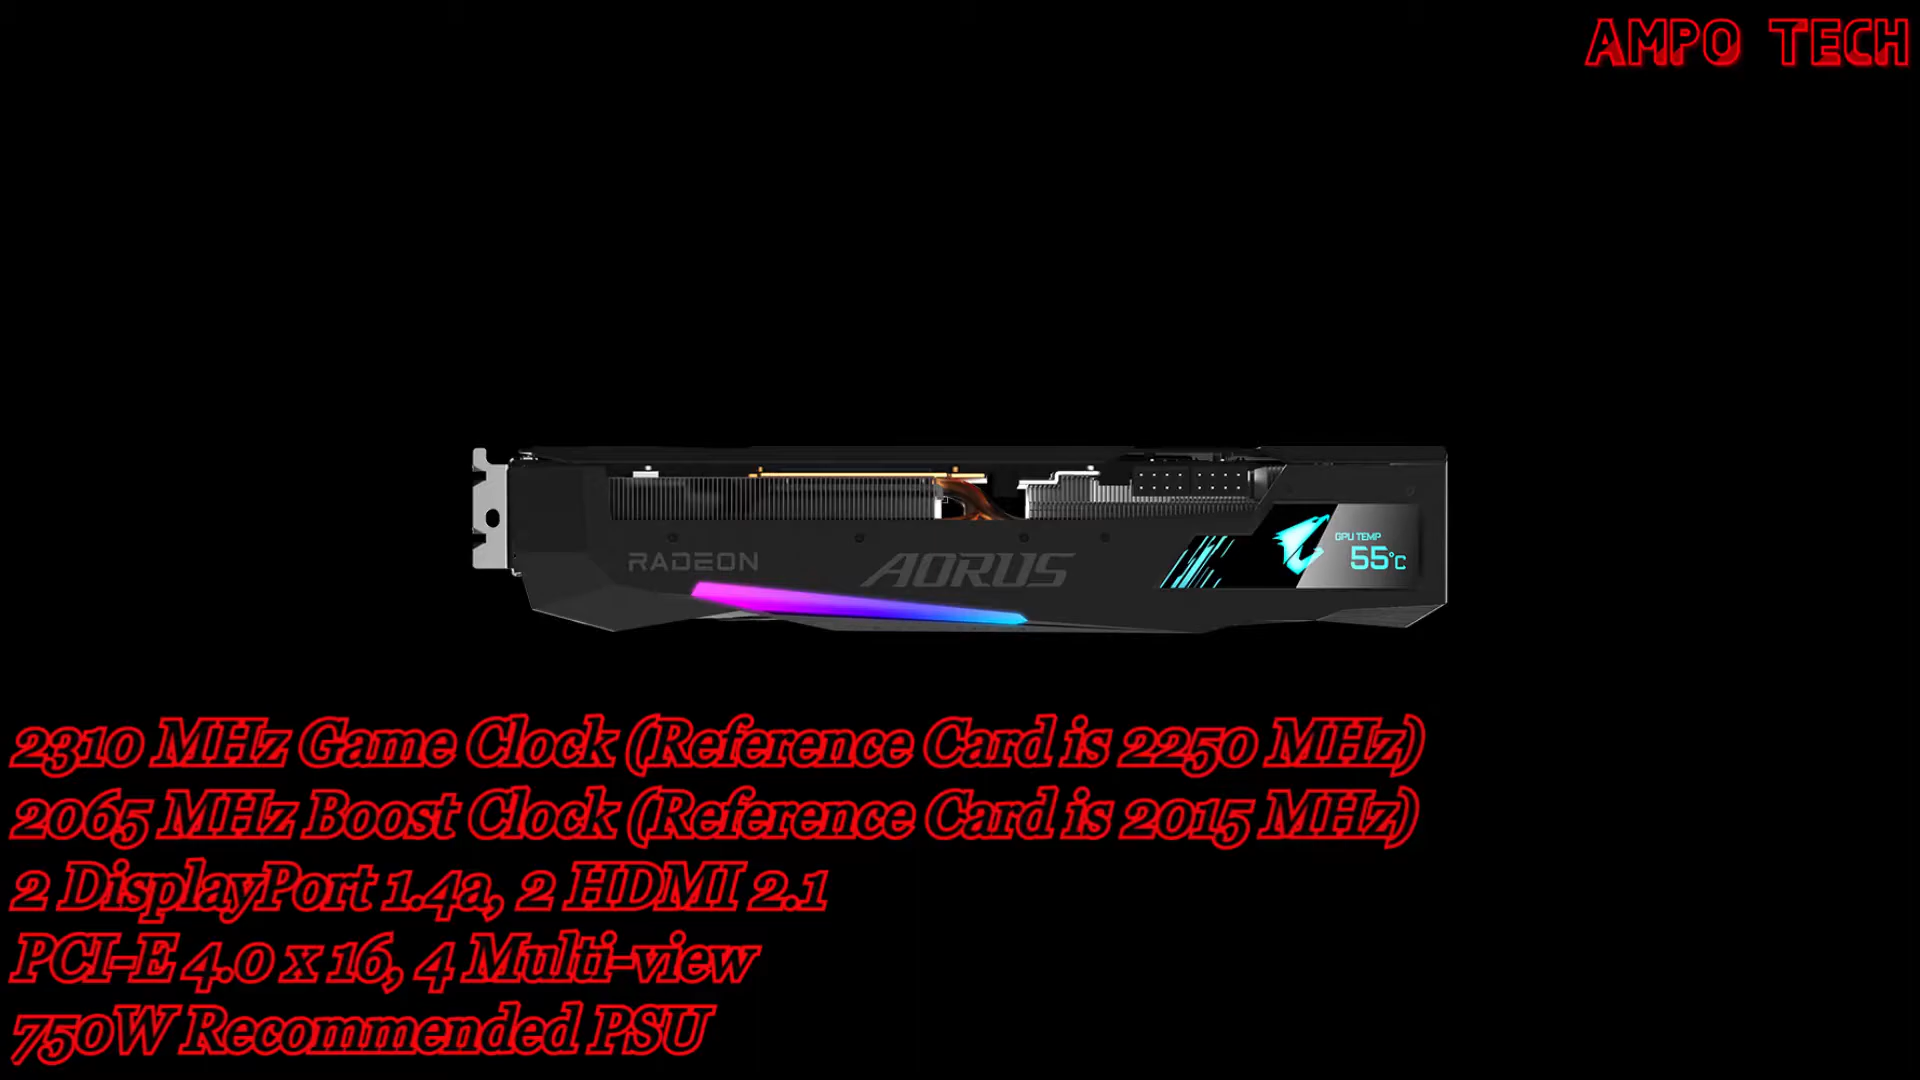 AMPO TECH
RADEON
AORUS
GPU TEMP
55°C
2310 MHz Game Clock (Reference Card is 2250 MHz)
2065 MHz Boost Clock (Reference Card is 2015 MHz)
2 DisplayPort 1.4a, 2 HDMI 2.1
PCI-E 4.0 x 16, 4 Multi-view
750W Recommended PSU